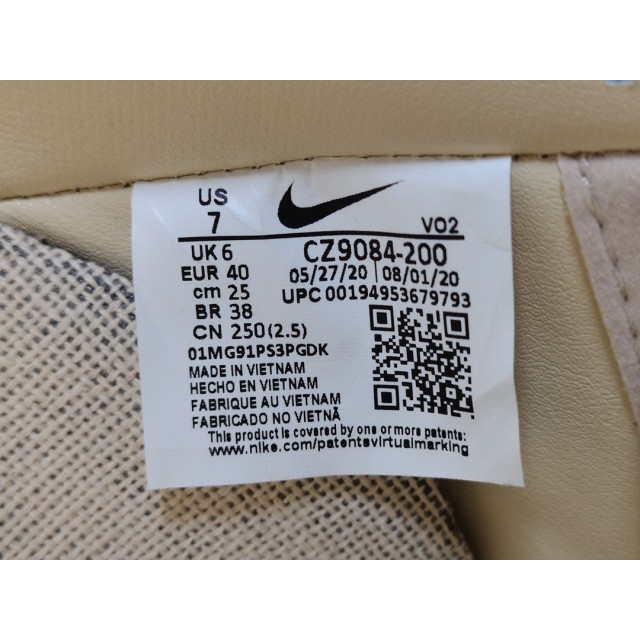 US
7
VO2
UK 6
CZ9084-200
EUR 40
05/27/20 08/01/20
cm 25
UPC 00194953679793
BR 38
CN 250(2.5)
01MG91PS3PGDK
MADE IN VIETNAM
HECHO EN VIETNAM
FABRIQUE AU VIETNAM
FABRICADO NO VIETNÃ
This product is covered by one or more patents:
www.nike.com/patentsvirtualmarking